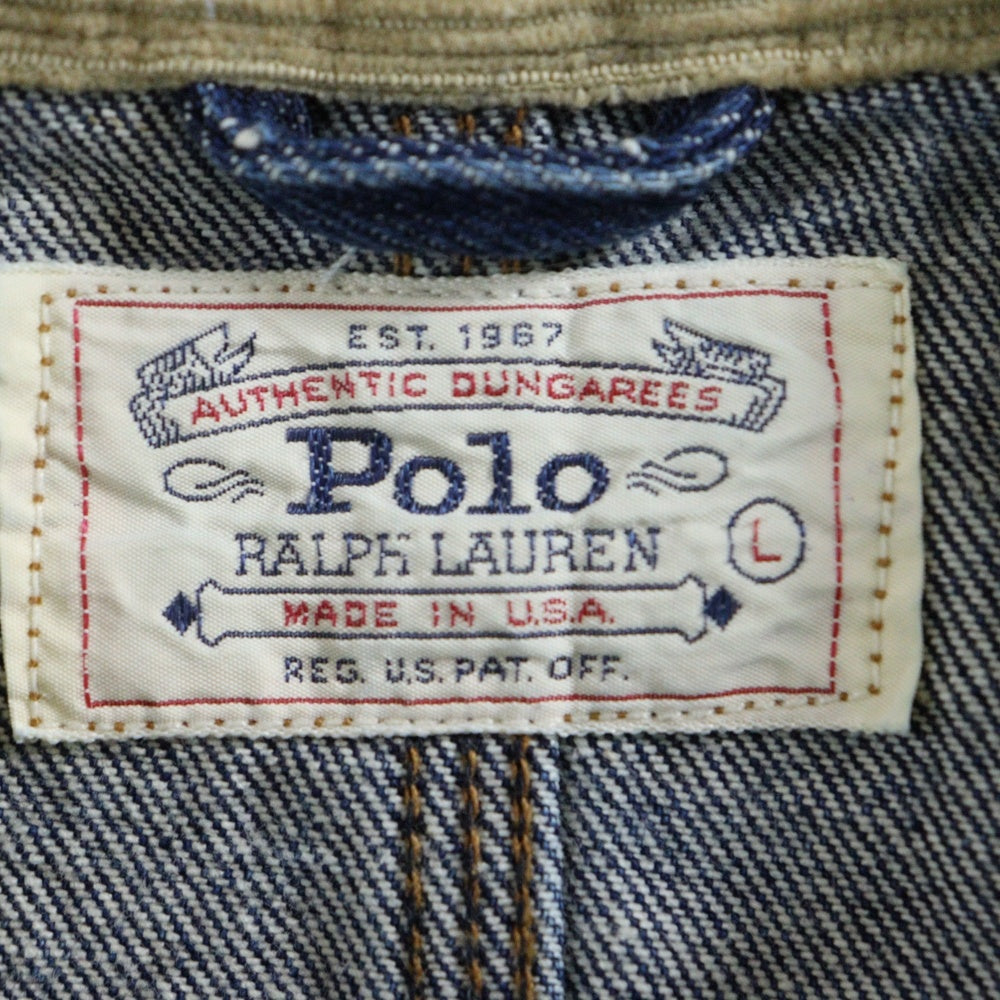 EST. 1967
AUTHENTIC DUNGAREES
Polo
RALPH LAUREN
L
MADE IN U.S.A.
REG. U.S. PAT. OFF.